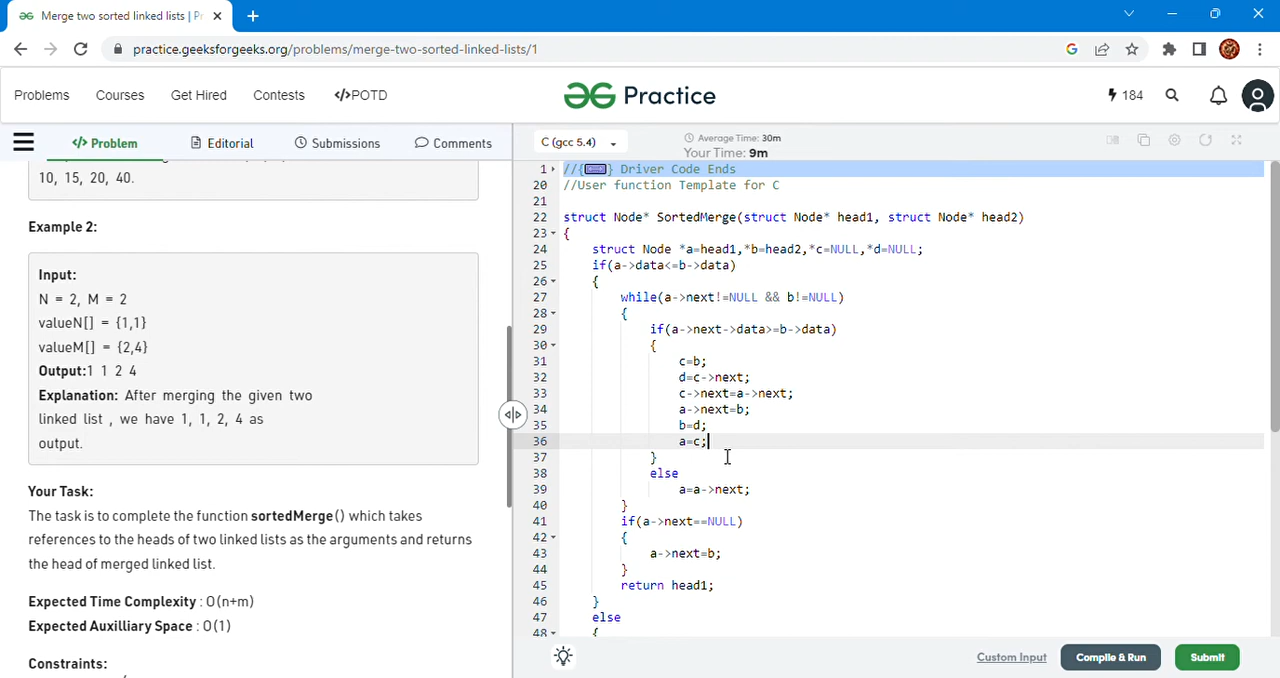 Merge two sorted linked lists | P
practice.geeksforgeeks.org/problems/merge-two-sorted-linked-lists/1
Problems Courses Get Hired Contests </>POTD Practice 184
</> Problem Editorial Submissions Comments
C (gcc 5.4) Average Time: 30m
Your Time: 9m
10, 15, 20, 40.
Example 2:
Input:
N = 2, M = 2
valueN[] = {1,1}
valueM[] = {2,4}
Output:1 1 2 4
Explanation: After merging the given two
linked list , we have 1, 1, 2, 4 as
output.
Your Task:
The task is to complete the function sortedMerge() which takes
references to the heads of two linked lists as the arguments and returns
the head of merged linked list.
Expected Time Complexity : O(n+m)
Expected Auxilliary Space : O(1)
Constraints:
1 //{ } Driver Code Ends
20 //User function Template for C
21
22 struct Node* SortedMerge(struct Node* head1, struct Node* head2)
23 {
24 struct Node *a=head1,*b=head2,*c=NULL,*d=NULL;
25 if(a->data<=b->data)
26 {
27 while(a->next!=NULL && b!=NULL)
28 {
29 if(a->next->data>=b->data)
30 {
31 c=b;
32 d=c->next;
33 c->next=a->next;
34 a->next=b;
35 b=d;
36 a=c;
37 }
38 else
39 a=a->next;
40 }
41 if(a->next==NULL)
42 {
43 a->next=b;
44 }
45 return head1;
46 }
47 else
48 {
Custom Input Compile & Run Submit